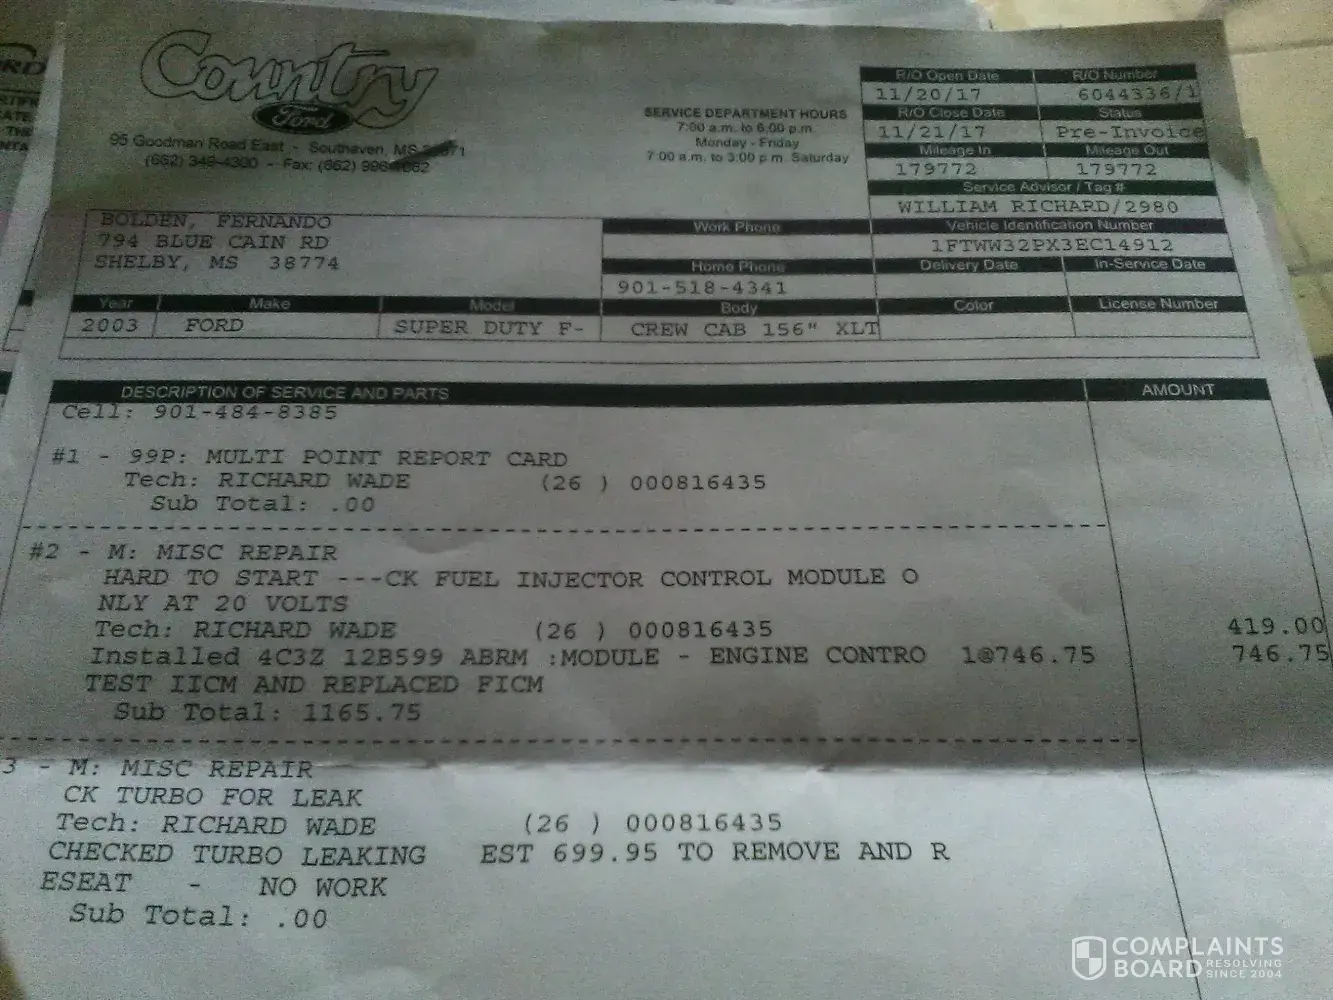 Country
Ford
95 Goodman Road East - Southaven, MS
(662) 349-4300 - Fax: (662)
SERVICE DEPARTMENT HOURS
7:00 a.m. to 6:00 p.m.
Monday - Friday
7:00 a.m. to 3:00 p.m. Saturday
R/O Open Date R/O Number
11/20/17 6044336/1
R/O Close Date Status
11/21/17 Pre-Invoice
Mileage In Mileage Out
179772 179772
Service Advisor / Tag #
WILLIAM RICHARD/2980
BOLDEN, FERNANDO
794 BLUE CAIN RD
SHELBY, MS 38774
Work Phone
Vehicle Identification Number
1FTWW32PX3EC14912
Home Phone Delivery Date In-Service Date
901-518-4341
Year Make Model Body Color License Number
2003 FORD SUPER DUTY F- CREW CAB 156" XLT
DESCRIPTION OF SERVICE AND PARTS AMOUNT
Cell: 901-484-8385
#1 - 99P: MULTI POINT REPORT CARD
Tech: RICHARD WADE (26 ) 000816435
Sub Total: .00
#2 - M: MISC REPAIR
HARD TO START ---CK FUEL INJECTOR CONTROL MODULE O
NLY AT 20 VOLTS
Tech: RICHARD WADE (26 ) 000816435 419.00
Installed 4C3Z 12B599 ABRM :MODULE - ENGINE CONTRO 1@746.75 746.75
TEST IICM AND REPLACED FICM
Sub Total: 1165.75
3 - M: MISC REPAIR
CK TURBO FOR LEAK
Tech: RICHARD WADE (26 ) 000816435
CHECKED TURBO LEAKING EST 699.95 TO REMOVE AND R
ESEAT - NO WORK
Sub Total: .00
COMPLAINTS
BOARD RESOLVING
SINCE 2004